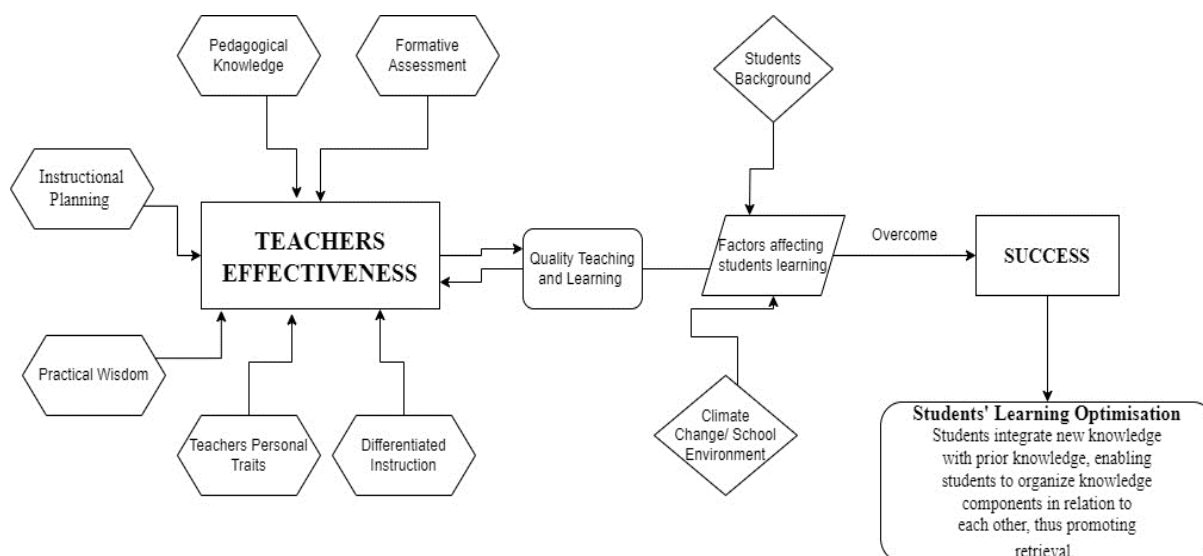 Pedagogical
Knowledge
Formative
Assessment
Students
Background
Instructional
Planning
TEACHERS
EFFECTIVENESS
Quality Teaching
and Learning
Factors affecting
students learning
Overcome
SUCCESS
Practical Wisdom
Teachers Personal
Traits
Differentiated
Instruction
Climate
Change/ School
Environment
Students' Learning Optimisation
Students integrate new knowledge
with prior knowledge, enabling
students to organize knowledge
components in relation to
each other, thus promoting
retrieval